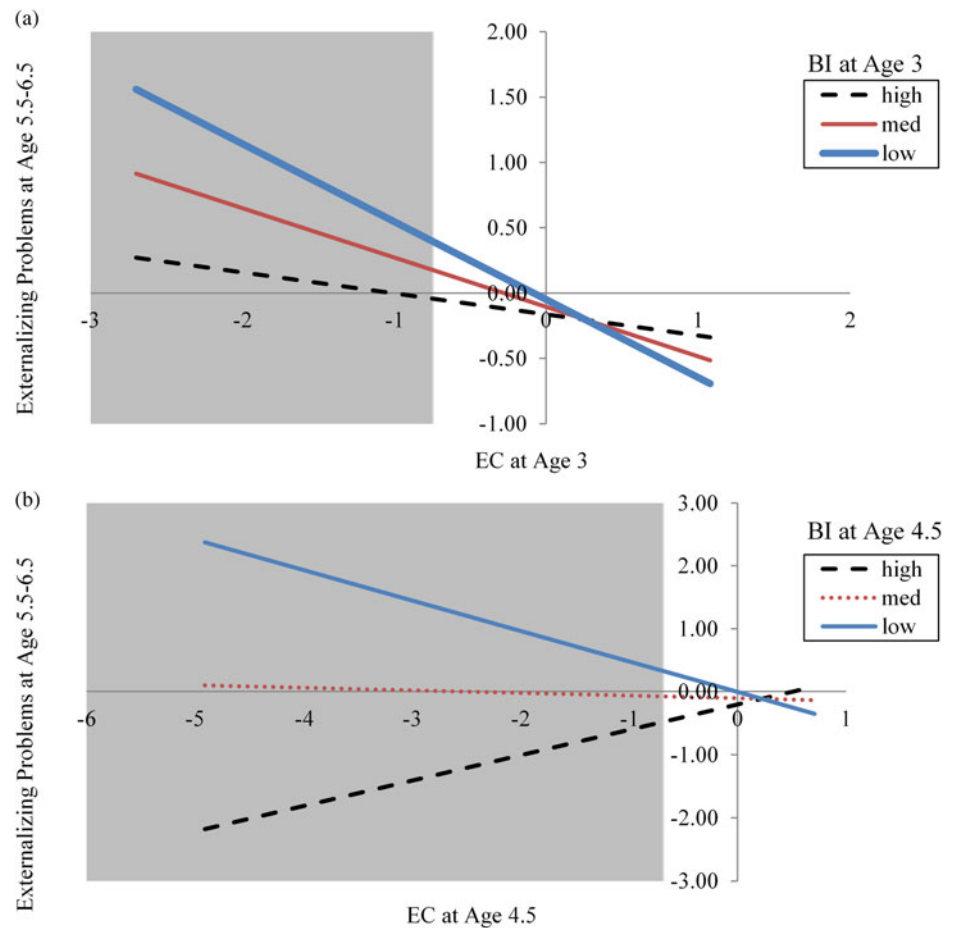 (a)
Externalizing Problems at Age 5.5-6.5
2.00
1.50
1.00
0.50
0.00
-0.50
-1.00
-3
-2
-1
0
1
2
EC at Age 3
BI at Age 3
high
med
low
(b)
Externalizing Problems at Age 5.5-6.5
3.00
2.00
1.00
0.00
-1.00
-2.00
-3.00
-6
-5
-4
-3
-2
-1
0
1
EC at Age 4.5
BI at Age 4.5
high
med
low